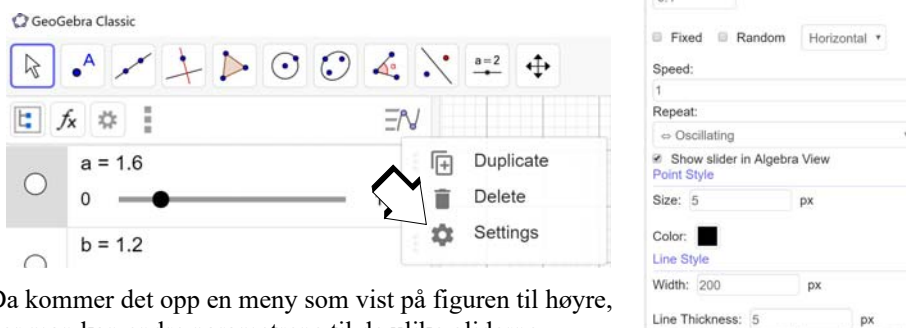 GeoGebra Classic
A
a=2
fx
a = 1.6
0
b = 1.2
Duplicate
Delete
Settings
Da kommer det opp en meny som vist på figuren til høyre,
Fixed Random Horizontal
Speed:
1
Repeat:
⇔ Oscillating
Show slider in Algebra View
Point Style
Size: 5 px
Color:
Line Style
Width: 200 px
Line Thickness: 5 px